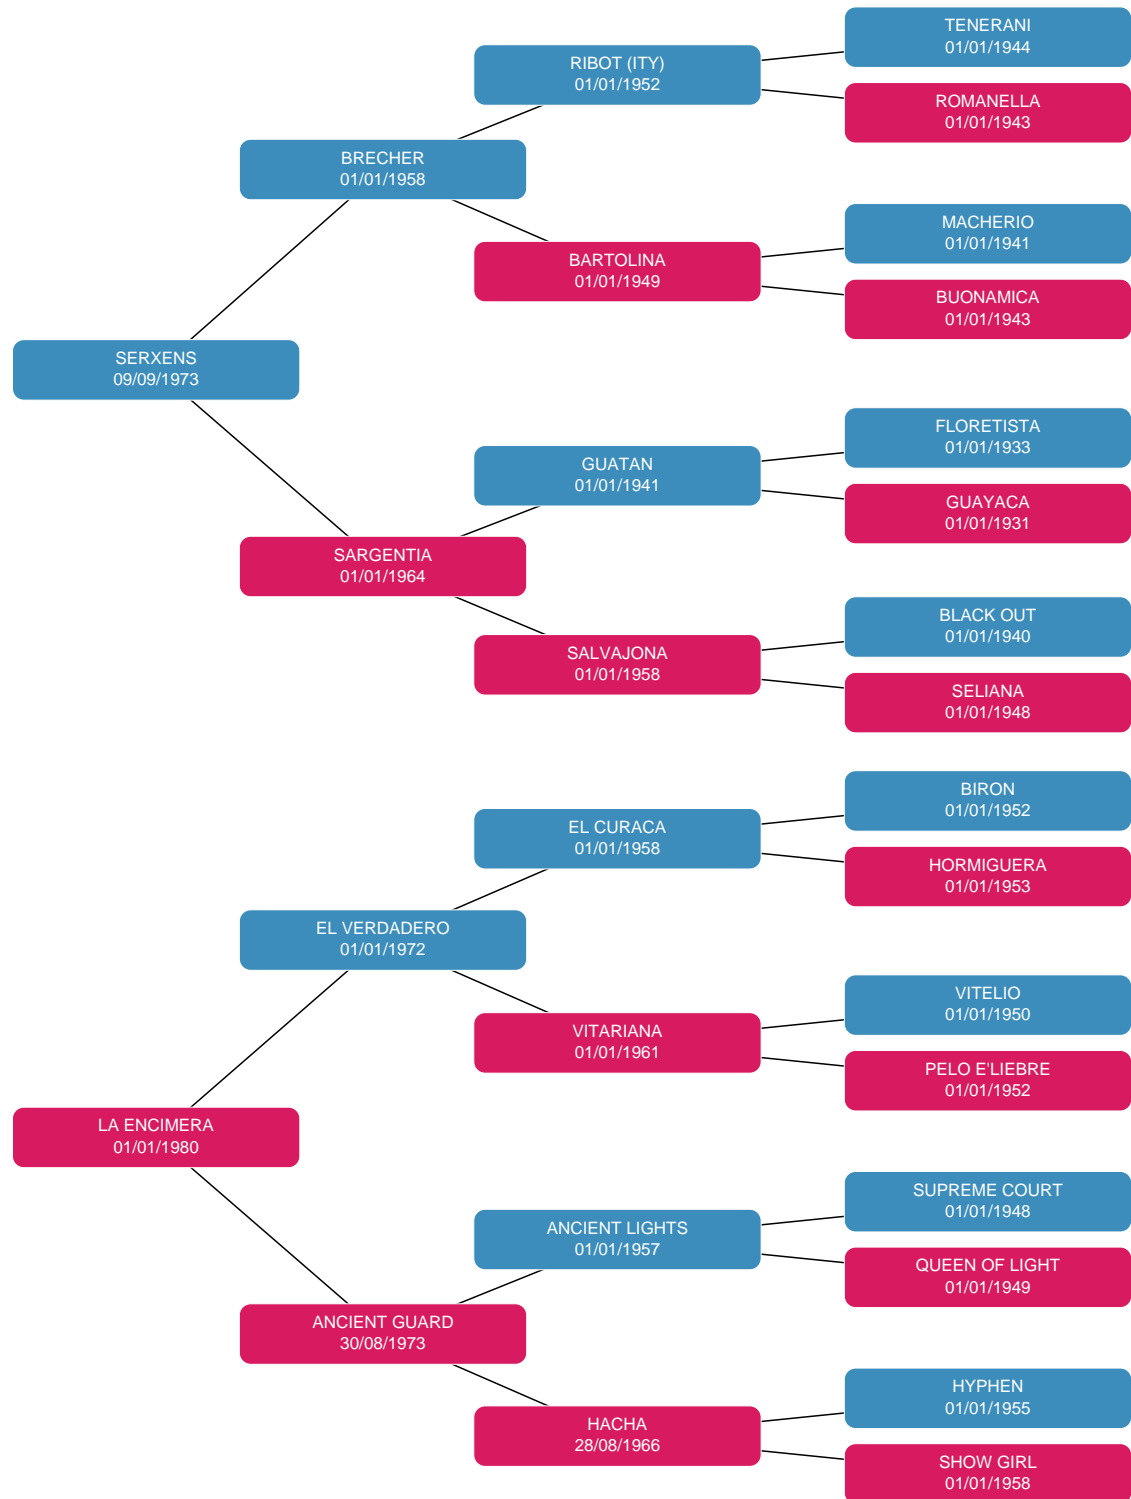 TENERANI
01/01/1944
RIBOT (ITY)
01/01/1952
ROMANELLA
01/01/1943
BRECHER
01/01/1958
MACHERIO
01/01/1941
BARTOLINA
01/01/1949
BUONAMICA
01/01/1943
SERXENS
09/09/1973
FLORETISTA
01/01/1933
GUATAN
01/01/1941
GUAYACA
01/01/1931
SARGENTIA
01/01/1964
BLACK OUT
01/01/1940
SALVAJONA
01/01/1958
SELIANA
01/01/1948
BIRON
01/01/1952
EL CURACA
01/01/1958
HORMIGUERA
01/01/1953
EL VERDADERO
01/01/1972
VITELIO
01/01/1950
VITARIANA
01/01/1961
PELO E'LIEBRE
01/01/1952
LA ENCIMERA
01/01/1980
SUPREME COURT
01/01/1948
ANCIENT LIGHTS
01/01/1957
QUEEN OF LIGHT
01/01/1949
ANCIENT GUARD
30/08/1973
HYPHEN
01/01/1955
HACHA
28/08/1966
SHOW GIRL
01/01/1958